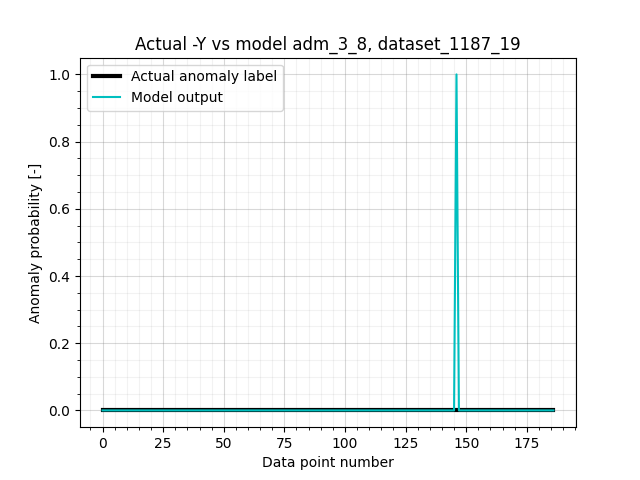 Actual -Y vs model adm_3_8, dataset_1187_19
Actual anomaly label
Model output
Anomaly probability [-]
1.0
0.8
0.6
0.4
0.2
0.0
0 25 50 75 100 125 150 175
Data point number